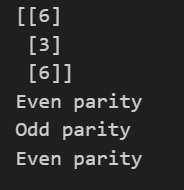 [[6]
 [3]
 [6]]
Even parity
Odd parity
Even parity